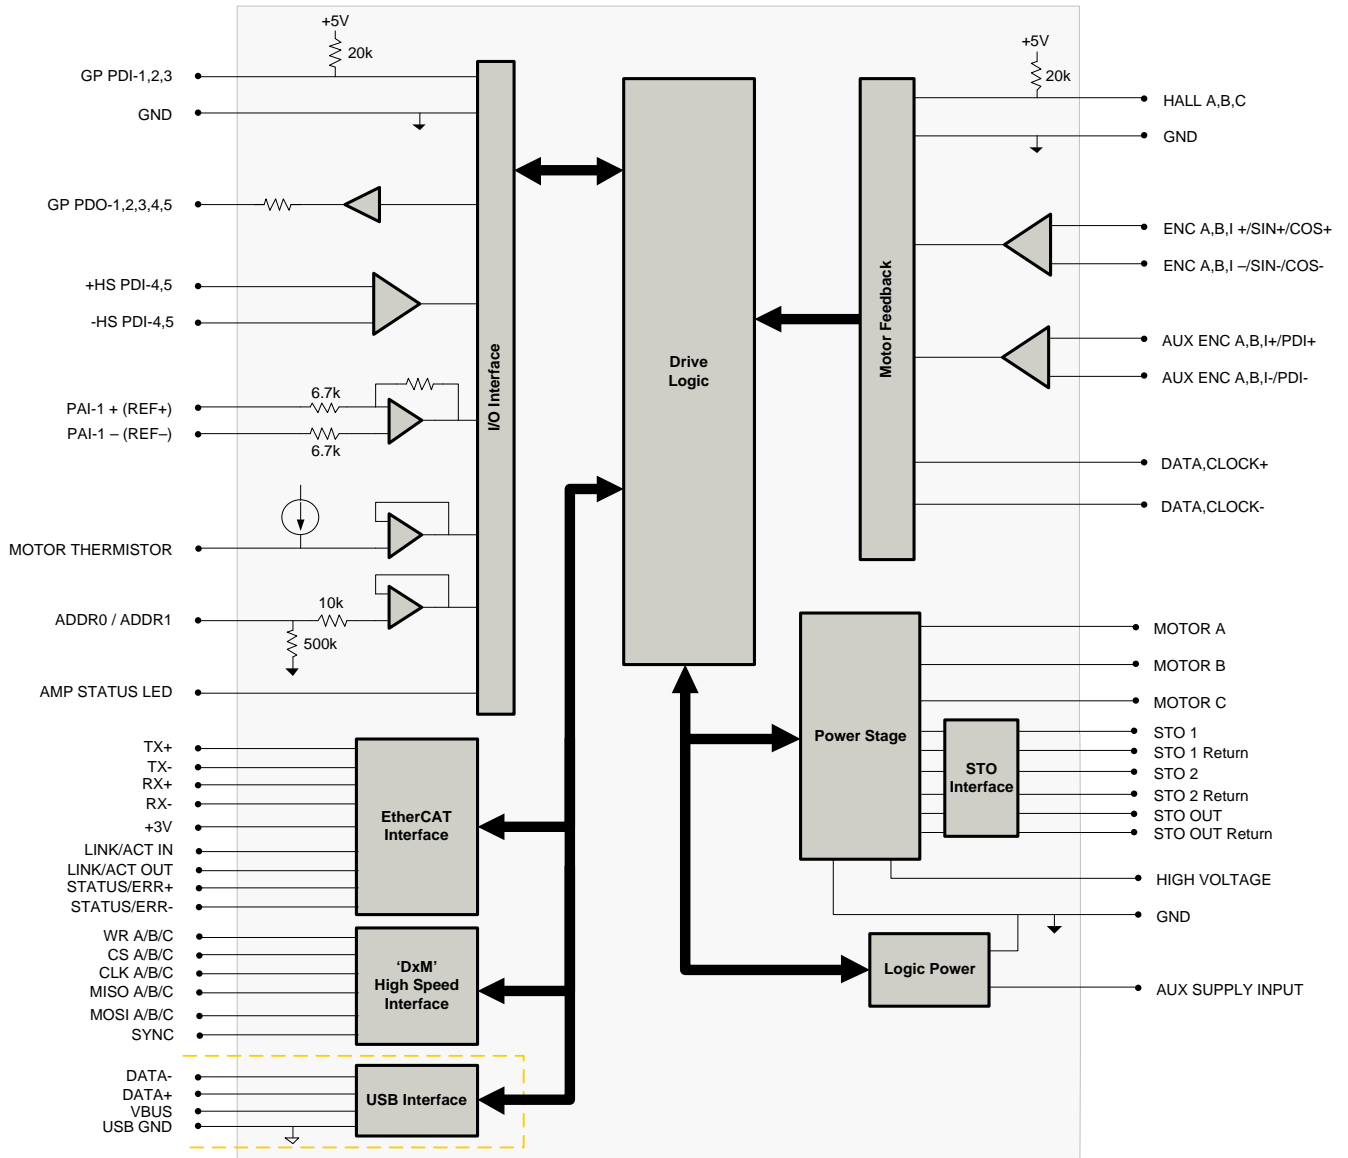 +5V
20k
GP PDI-1,2,3
GND
GP PDO-1,2,3,4,5
+HS PDI-4,5
-HS PDI-4,5
6.7k
PAI-1 + (REF+)
PAI-1 – (REF–)
6.7k
MOTOR THERMISTOR
10k
ADDR0 / ADDR1
500k
AMP STATUS LED
I/O Interface
TX+
TX-
RX+
RX-
+3V
LINK/ACT IN
LINK/ACT OUT
STATUS/ERR+
STATUS/ERR-
EtherCAT
Interface
WR A/B/C
CS A/B/C
CLK A/B/C
MISO A/B/C
MOSI A/B/C
SYNC
‘DxM’
High Speed
Interface
DATA-
DATA+
VBUS
USB GND
USB Interface
Drive
Logic
Motor Feedback
+5V
20k
HALL A,B,C
GND
ENC A,B,I +/SIN+/COS+
ENC A,B,I –/SIN-/COS-
AUX ENC A,B,I+/PDI+
AUX ENC A,B,I-/PDI-
DATA,CLOCK+
DATA,CLOCK-
Power Stage
MOTOR A
MOTOR B
MOTOR C
STO
Interface
STO 1
STO 1 Return
STO 2
STO 2 Return
STO OUT
STO OUT Return
HIGH VOLTAGE
GND
Logic Power
AUX SUPPLY INPUT